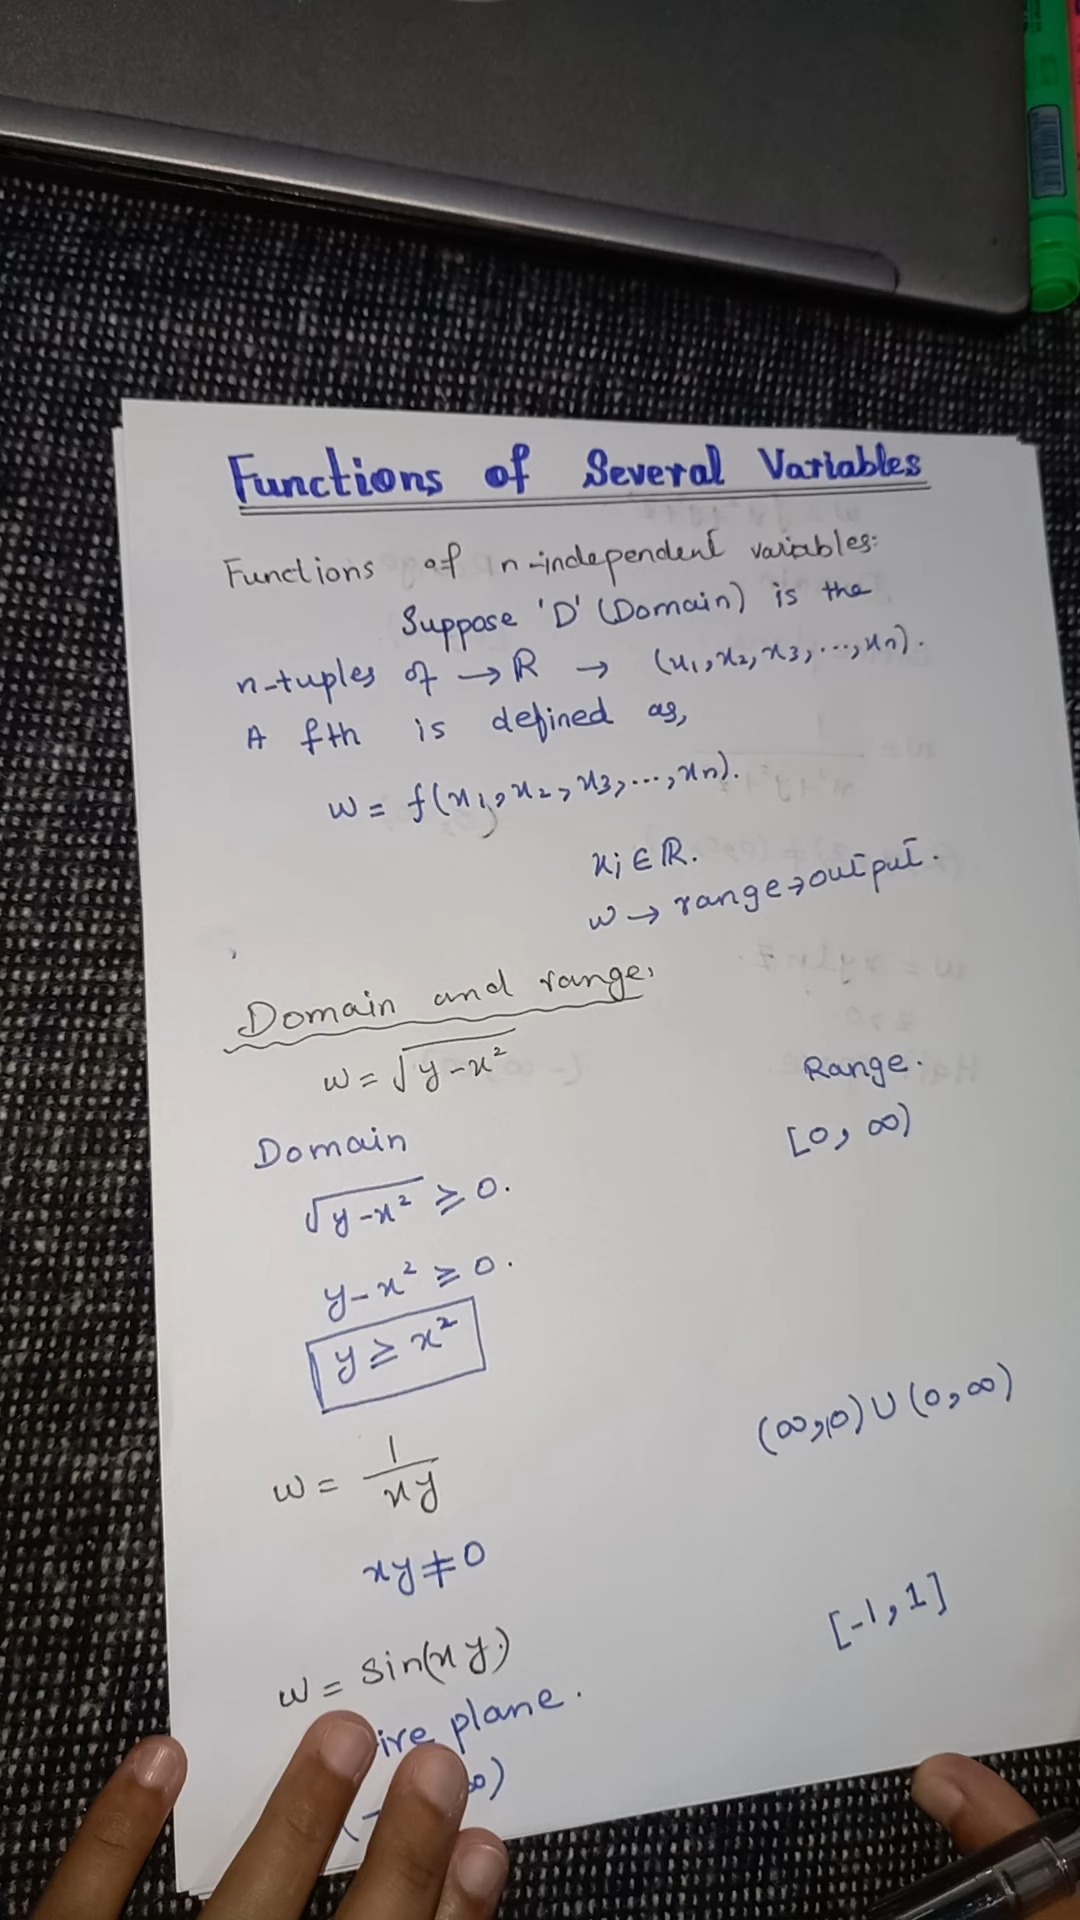 Functions of Several Variables
Functions of n-independent variables:
Suppose 'D' (Domain) is the
n-tuples of → R → (x1, x2, x3, ..., xn).
A fth is defined as,
w = f(x1, x2, x3, ..., xn).
xi ∈ R.
w → range → output.
Domain and range.
w = √(y-x²)
Range.
Domain
[0, ∞)
√(y-x²) ≥ 0.
y-x² ≥ 0.
y ≥ x²
(∞,0) U (0,∞)
w = 1/xy
xy ≠ 0
[-1, 1]
w = sin(xy)
plane.